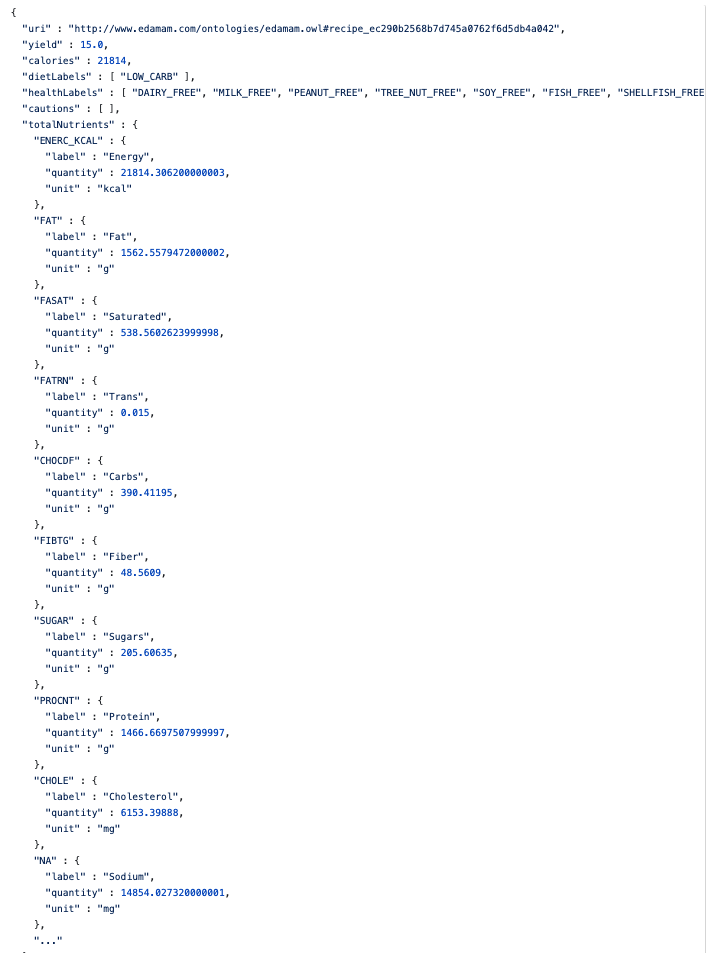 {
"uri" : "http://www.edamam.com/ontologies/edamam.owl#recipe_ec290b2568b7d745a0762f6d5db4a042",
"yield" : 15.0,
"calories" : 21814,
"dietLabels" : [ "LOW_CARB" ],
"healthLabels" : [ "DAIRY_FREE", "MILK_FREE", "PEANUT_FREE", "TREE_NUT_FREE", "SOY_FREE", "FISH_FREE", "SHELLFISH_FREE
"cautions" : [ ],
"totalNutrients" : {
"ENERC_KCAL" : {
"label" : "Energy",
"quantity" : 21814.306200000003,
"unit" : "kcal"
},
"FAT" : {
"label" : "Fat",
"quantity" : 1562.5579472000002,
"unit" : "g"
},
"FASAT" : {
"label" : "Saturated",
"quantity" : 538.5602623999998,
"unit" : "g"
},
"FATRN" : {
"label" : "Trans",
"quantity" : 0.015,
"unit" : "g"
},
"CHOCDF" : {
"label" : "Carbs",
"quantity" : 390.41195,
"unit" : "g"
},
"FIBTG" : {
"label" : "Fiber",
"quantity" : 48.5609,
"unit" : "g"
},
"SUGAR" : {
"label" : "Sugars",
"quantity" : 205.60635,
"unit" : "g"
},
"PROCNT" : {
"label" : "Protein",
"quantity" : 1466.6697507999997,
"unit" : "g"
},
"CHOLE" : {
"label" : "Cholesterol",
"quantity" : 6153.39888,
"unit" : "mg"
},
"NA" : {
"label" : "Sodium",
"quantity" : 14854.027320000001,
"unit" : "mg"
},
"..."